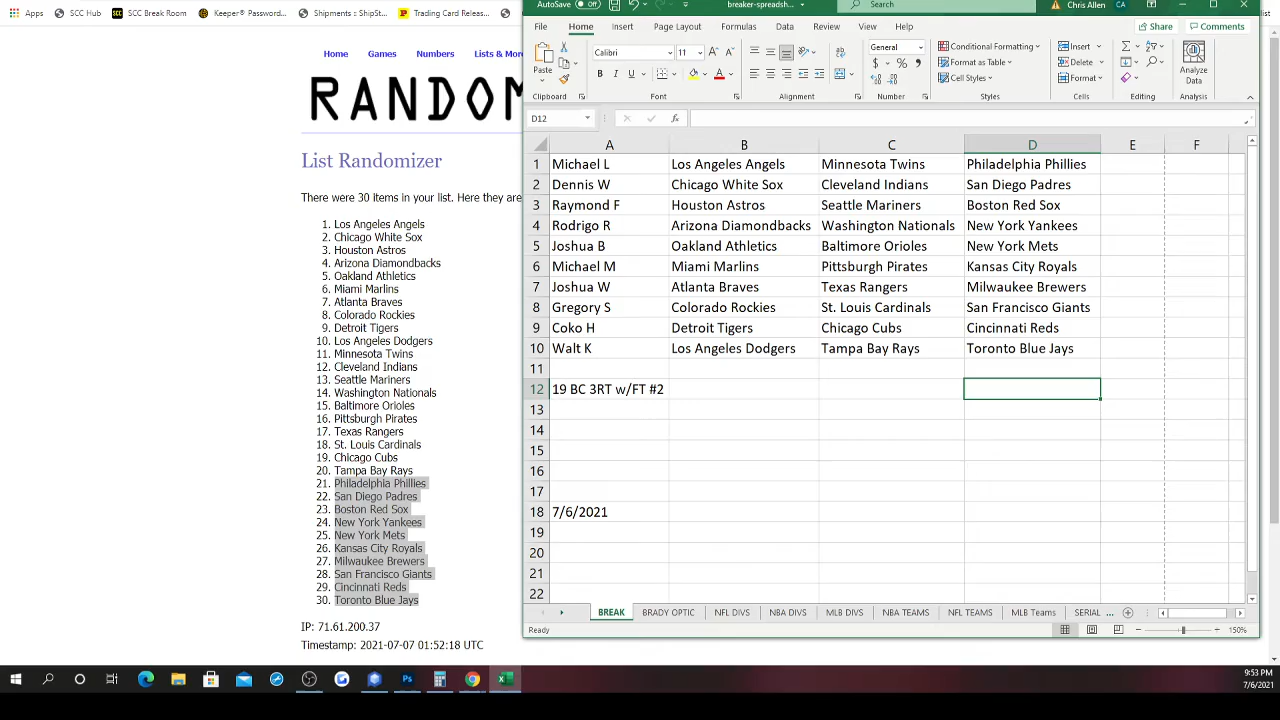 Apps SCC Hub SCC Break Room Keeper® Password... Shipments :: ShipSt... Trading Card Releas...
Home Games Numbers Lists & More
RANDOM
List Randomizer
There were 30 items in your list. Here they are
1. Los Angeles Angels
2. Chicago White Sox
3. Houston Astros
4. Arizona Diamondbacks
5. Oakland Athletics
6. Miami Marlins
7. Atlanta Braves
8. Colorado Rockies
9. Detroit Tigers
10. Los Angeles Dodgers
11. Minnesota Twins
12. Cleveland Indians
13. Seattle Mariners
14. Washington Nationals
15. Baltimore Orioles
16. Pittsburgh Pirates
17. Texas Rangers
18. St. Louis Cardinals
19. Chicago Cubs
20. Tampa Bay Rays
21. Philadelphia Phillies
22. San Diego Padres
23. Boston Red Sox
24. New York Yankees
25. New York Mets
26. Kansas City Royals
27. Milwaukee Brewers
28. San Francisco Giants
29. Cincinnati Reds
30. Toronto Blue Jays
IP: 71.61.200.37
Timestamp: 2021-07-07 01:52:18 UTC
AutoSave Off breaker-spreadsh... Search Chris Allen CA
File Home Insert Page Layout Formulas Data Review View Help Share Comments
Paste Calibri 11 General Conditional Formatting Insert
B I U Format as Table Delete Analyze Data
Cell Styles Format
Clipboard Font Alignment Number Styles Cells Editing Analysis
D12 fx
A B C D E F
1 Michael L Los Angeles Angels Minnesota Twins Philadelphia Phillies
2 Dennis W Chicago White Sox Cleveland Indians San Diego Padres
3 Raymond F Houston Astros Seattle Mariners Boston Red Sox
4 Rodrigo R Arizona Diamondbacks Washington Nationals New York Yankees
5 Joshua B Oakland Athletics Baltimore Orioles New York Mets
6 Michael M Miami Marlins Pittsburgh Pirates Kansas City Royals
7 Joshua W Atlanta Braves Texas Rangers Milwaukee Brewers
8 Gregory S Colorado Rockies St. Louis Cardinals San Francisco Giants
9 Coko H Detroit Tigers Chicago Cubs Cincinnati Reds
10 Walt K Los Angeles Dodgers Tampa Bay Rays Toronto Blue Jays
11
12 19 BC 3RT w/FT #2
13
14
15
16
17
18 7/6/2021
19
20
21
22
BREAK BRADY OPTIC NFL DIVS NBA DIVS MLB DIVS NBA TEAMS NFL TEAMS MLB Teams SERIAL ...
Ready 150%
9:53 PM
7/6/2021